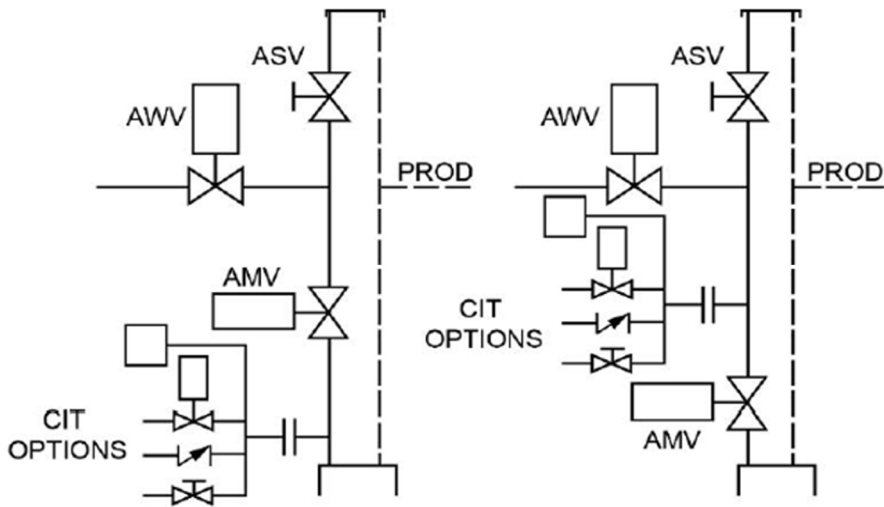 ASV
AWV
PROD
AMV
CIT
OPTIONS
ASV
AWV
PROD
CIT
OPTIONS
AMV